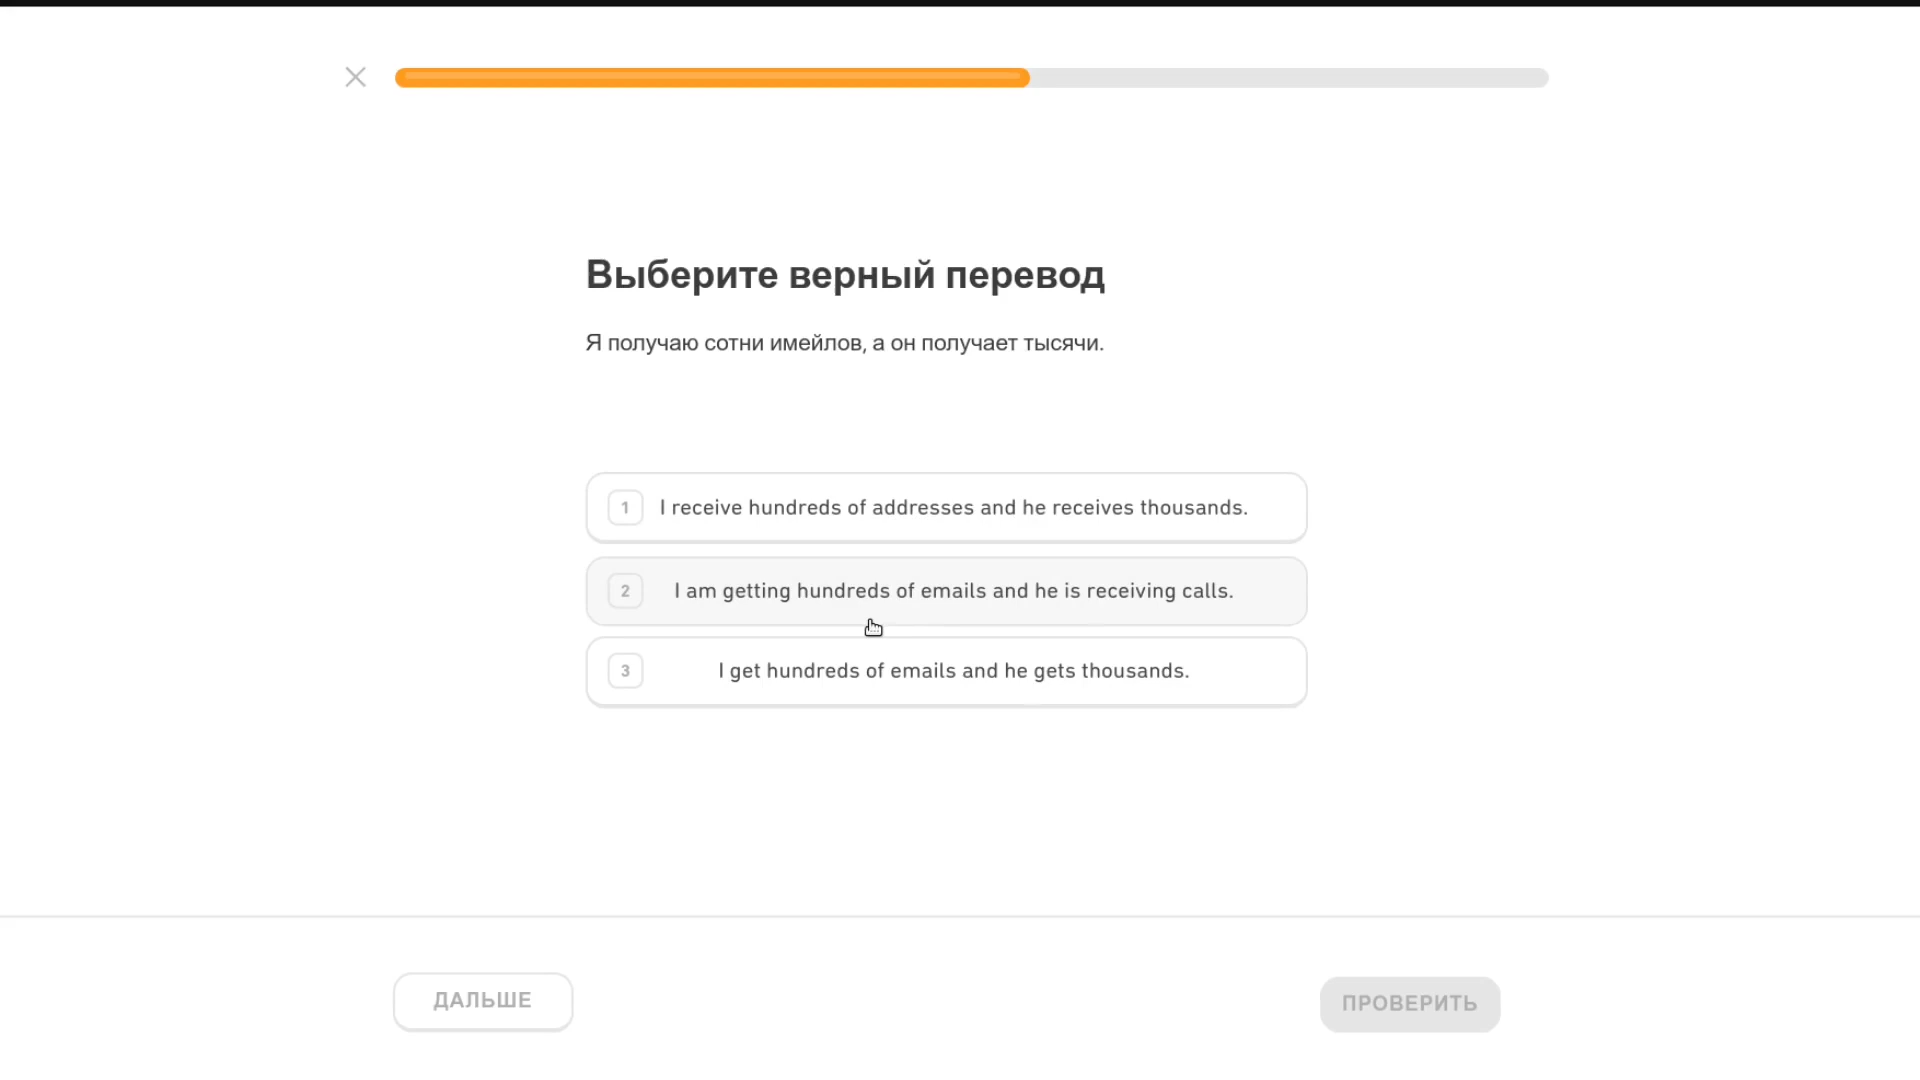 Выберите верный перевод
Я получаю сотни имейлов, а он получает тысячи.
1 I receive hundreds of addresses and he receives thousands.
2 I am getting hundreds of emails and he is receiving calls.
3 I get hundreds of emails and he gets thousands.
ДАЛЬШЕ
ПРОВЕРИТЬ